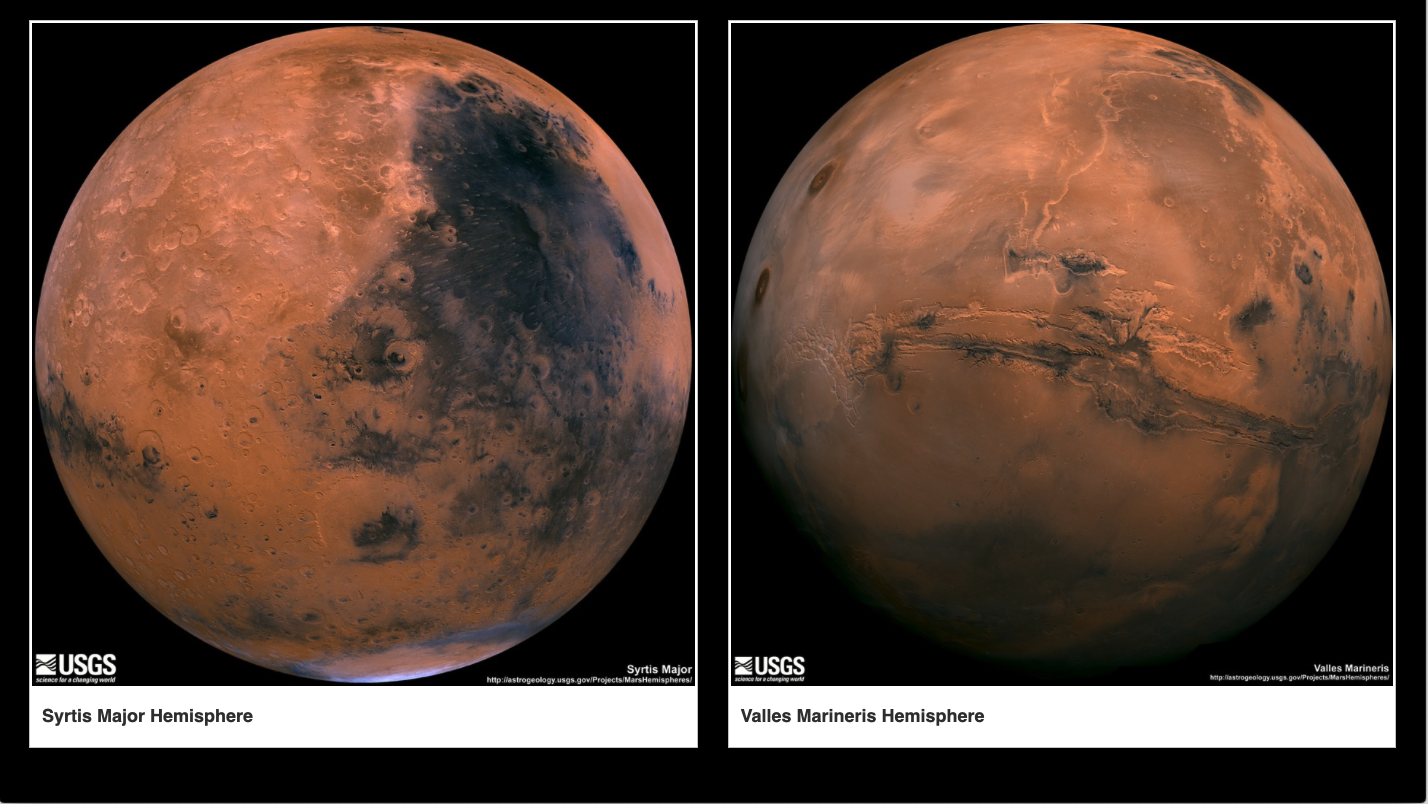 USGS
science for a changing world
Syrtis Major
http://astrogeology.usgs.gov/Projects/MarsHemispheres/
Syrtis Major Hemisphere
USGS
science for a changing world
Valles Marineris
http://astrogeology.usgs.gov/Projects/MarsHemispheres/
Valles Marineris Hemisphere